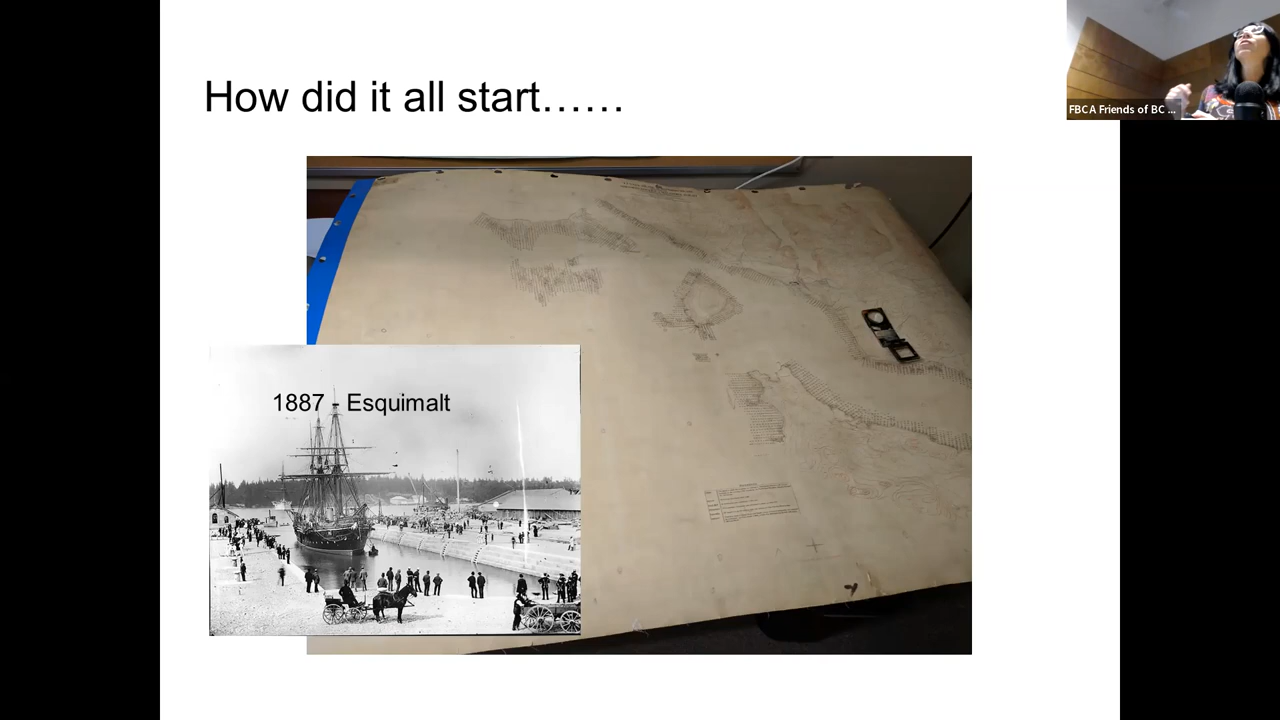 How did it all start……
FBCA Friends of BC ...
1887 - Esquimalt